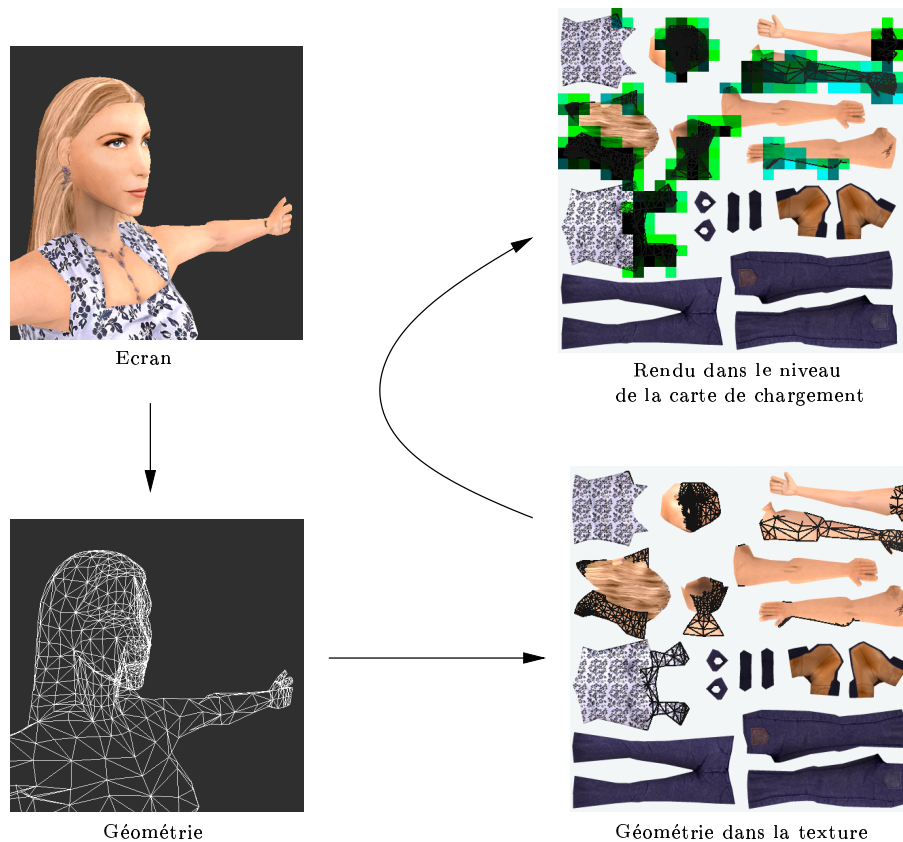 Ecran
Rendu dans le niveau
de la carte de chargement
Géométrie
Géométrie dans la texture